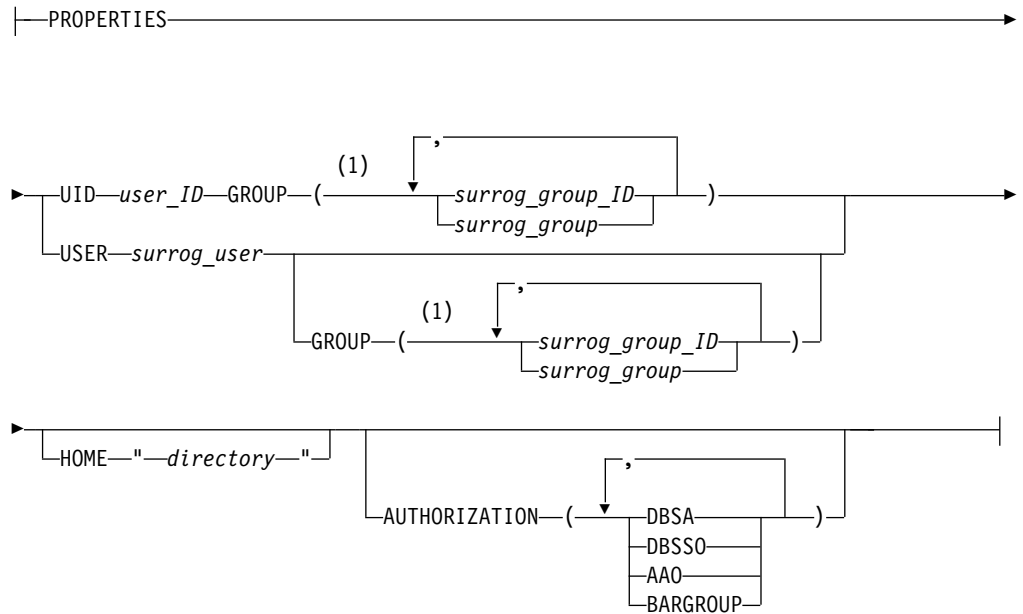 PROPERTIES
,
(1)
UID user_ID GROUP ( surrog_group_ID )
surrog_group
USER surrog_user
,
(1)
GROUP ( surrog_group_ID )
surrog_group
HOME " directory "
,
AUTHORIZATION ( DBSA )
DBSSO
AAO
BARGROUP